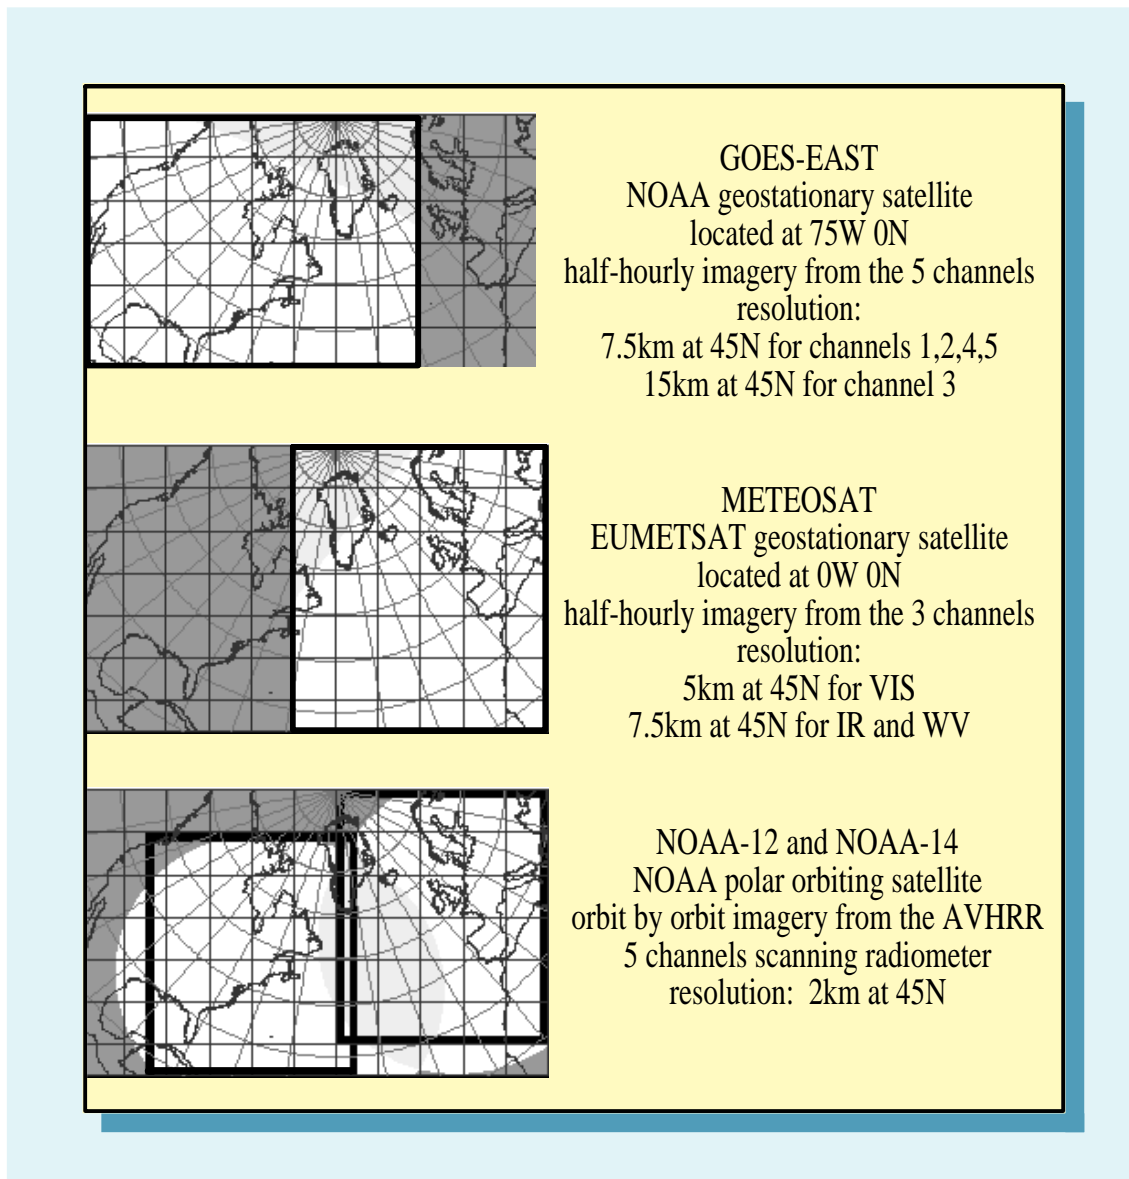 GOES-EAST
NOAA geostationary satellite
located at 75W 0N
half-hourly imagery from the 5 channels
resolution:
7.5km at 45N for channels 1,2,4,5
15km at 45N for channel 3
METEOSAT
EUMETSAT geostationary satellite
located at 0W 0N
half-hourly imagery from the 3 channels
resolution:
5km at 45N for VIS
7.5km at 45N for IR and WV
NOAA-12 and NOAA-14
NOAA polar orbiting satellite
orbit by orbit imagery from the AVHRR
5 channels scanning radiometer
resolution:  2km at 45N